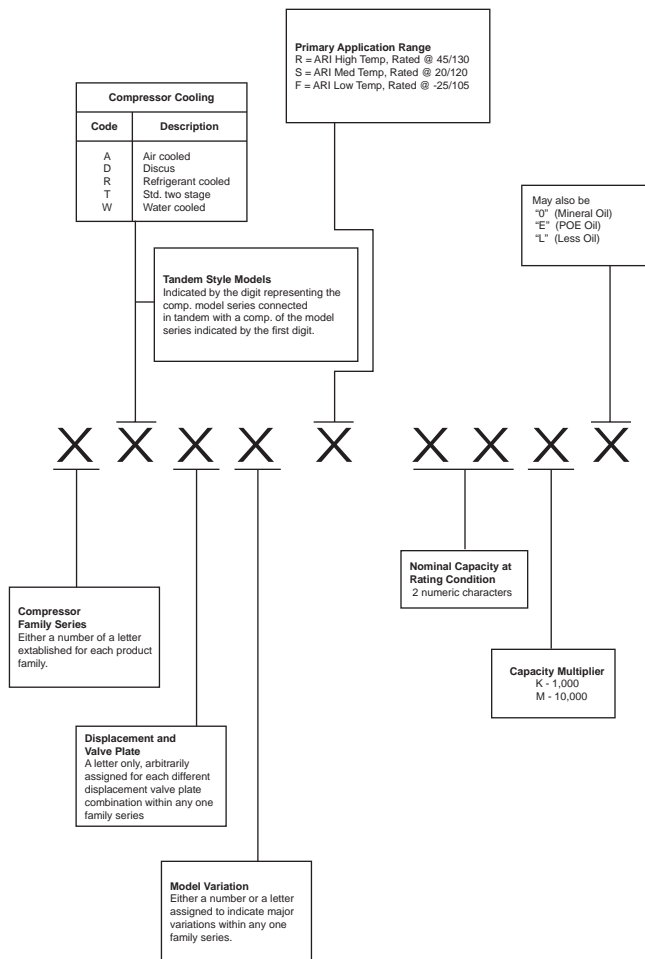 Primary Application Range
R = ARI High Temp, Rated @ 45/130
S = ARI Med Temp, Rated @ 20/120
F = ARI Low Temp, Rated @ -25/105
Compressor Cooling
Code Description
A Air cooled
D Discus
R Refrigerant cooled
T Std. two stage
W Water cooled
May also be
“0” (Mineral Oil)
“E” (POE Oil)
“L” (Less Oil)
Tandem Style Models
Indicated by the digit representing the
comp. model series connected
in tandem with a comp. of the model
series indicated by the first digit.
X X X X X X X X X
Nominal Capacity at
Rating Condition
2 numeric characters
Compressor
Family Series
Either a number of a letter
extablished for each product
family.
Capacity Multiplier
K - 1,000
M - 10,000
Displacement and
Valve Plate
A letter only, arbitrarily
assigned for each different
displacement valve plate
combination within any one
family series
Model Variation
Either a number or a letter
assigned to indicate major
variations within any one
family series.